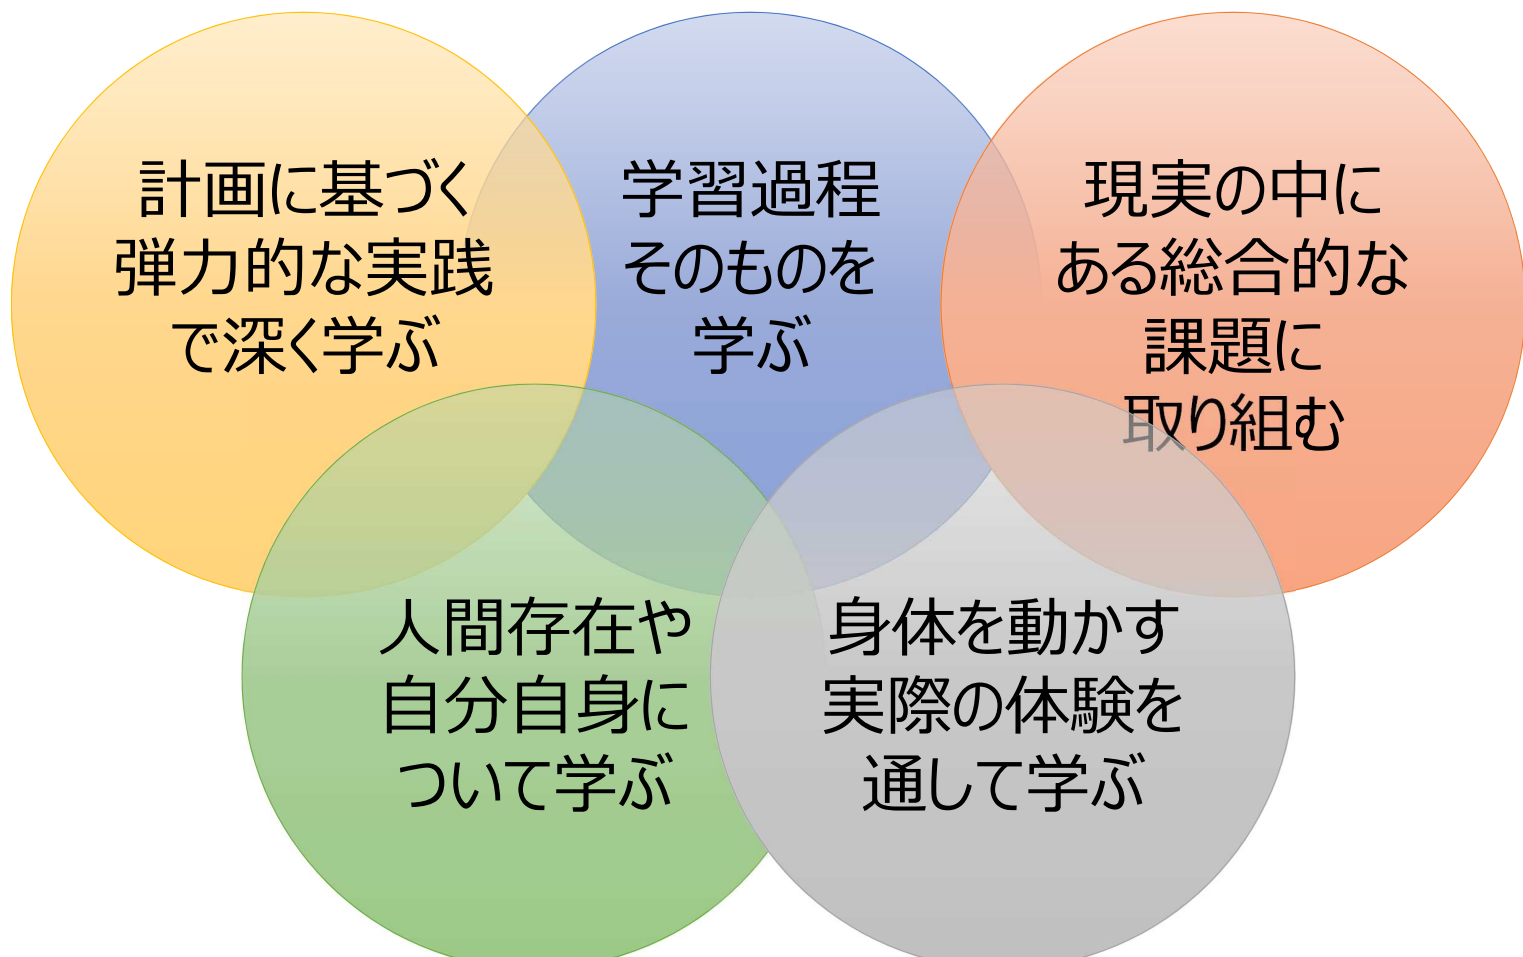 計画に基づく
弾力的な実践
で深く学ぶ
学習過程
そのものを
学ぶ
現実の中に
ある総合的な
課題に
取り組む
人間存在や
自分自身に
ついて学ぶ
身体を動かす
実際の体験を
通して学ぶ